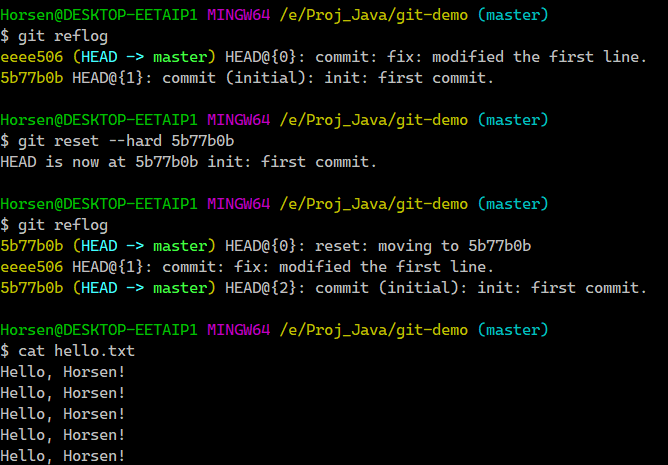 Horsen@DESKTOP-EETAIP1 MINGW64 /e/Proj_Java/git-demo (master)
$ git reflog
eeee506 (HEAD -> master) HEAD@{0}: commit: fix: modified the first line.
5b77b0b HEAD@{1}: commit (initial): init: first commit.
Horsen@DESKTOP-EETAIP1 MINGW64 /e/Proj_Java/git-demo (master)
$ git reset --hard 5b77b0b
HEAD is now at 5b77b0b init: first commit.
Horsen@DESKTOP-EETAIP1 MINGW64 /e/Proj_Java/git-demo (master)
$ git reflog
5b77b0b (HEAD -> master) HEAD@{0}: reset: moving to 5b77b0b
eeee506 HEAD@{1}: commit: fix: modified the first line.
5b77b0b (HEAD -> master) HEAD@{2}: commit (initial): init: first commit.
Horsen@DESKTOP-EETAIP1 MINGW64 /e/Proj_Java/git-demo (master)
$ cat hello.txt
Hello, Horsen!
Hello, Horsen!
Hello, Horsen!
Hello, Horsen!
Hello, Horsen!